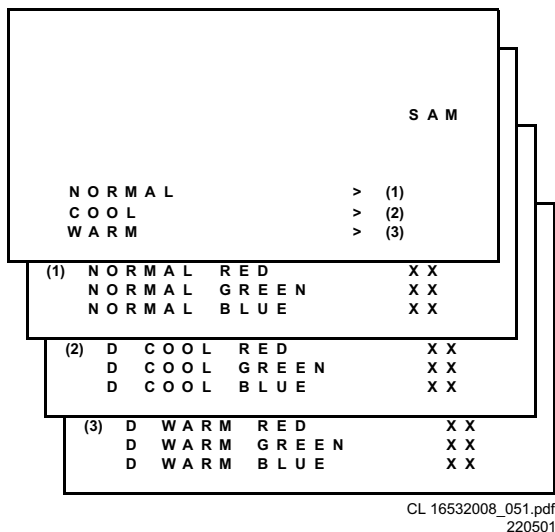 SAM
NORMAL > (1)
COOL > (2)
WARM > (3)
(1) NORMAL RED XX
NORMAL GREEN XX
NORMAL BLUE XX
(2) D COOL RED XX
D COOL GREEN XX
D COOL BLUE XX
(3) D WARM RED XX
D WARM GREEN XX
D WARM BLUE XX
CL 16532008_051.pdf
220501